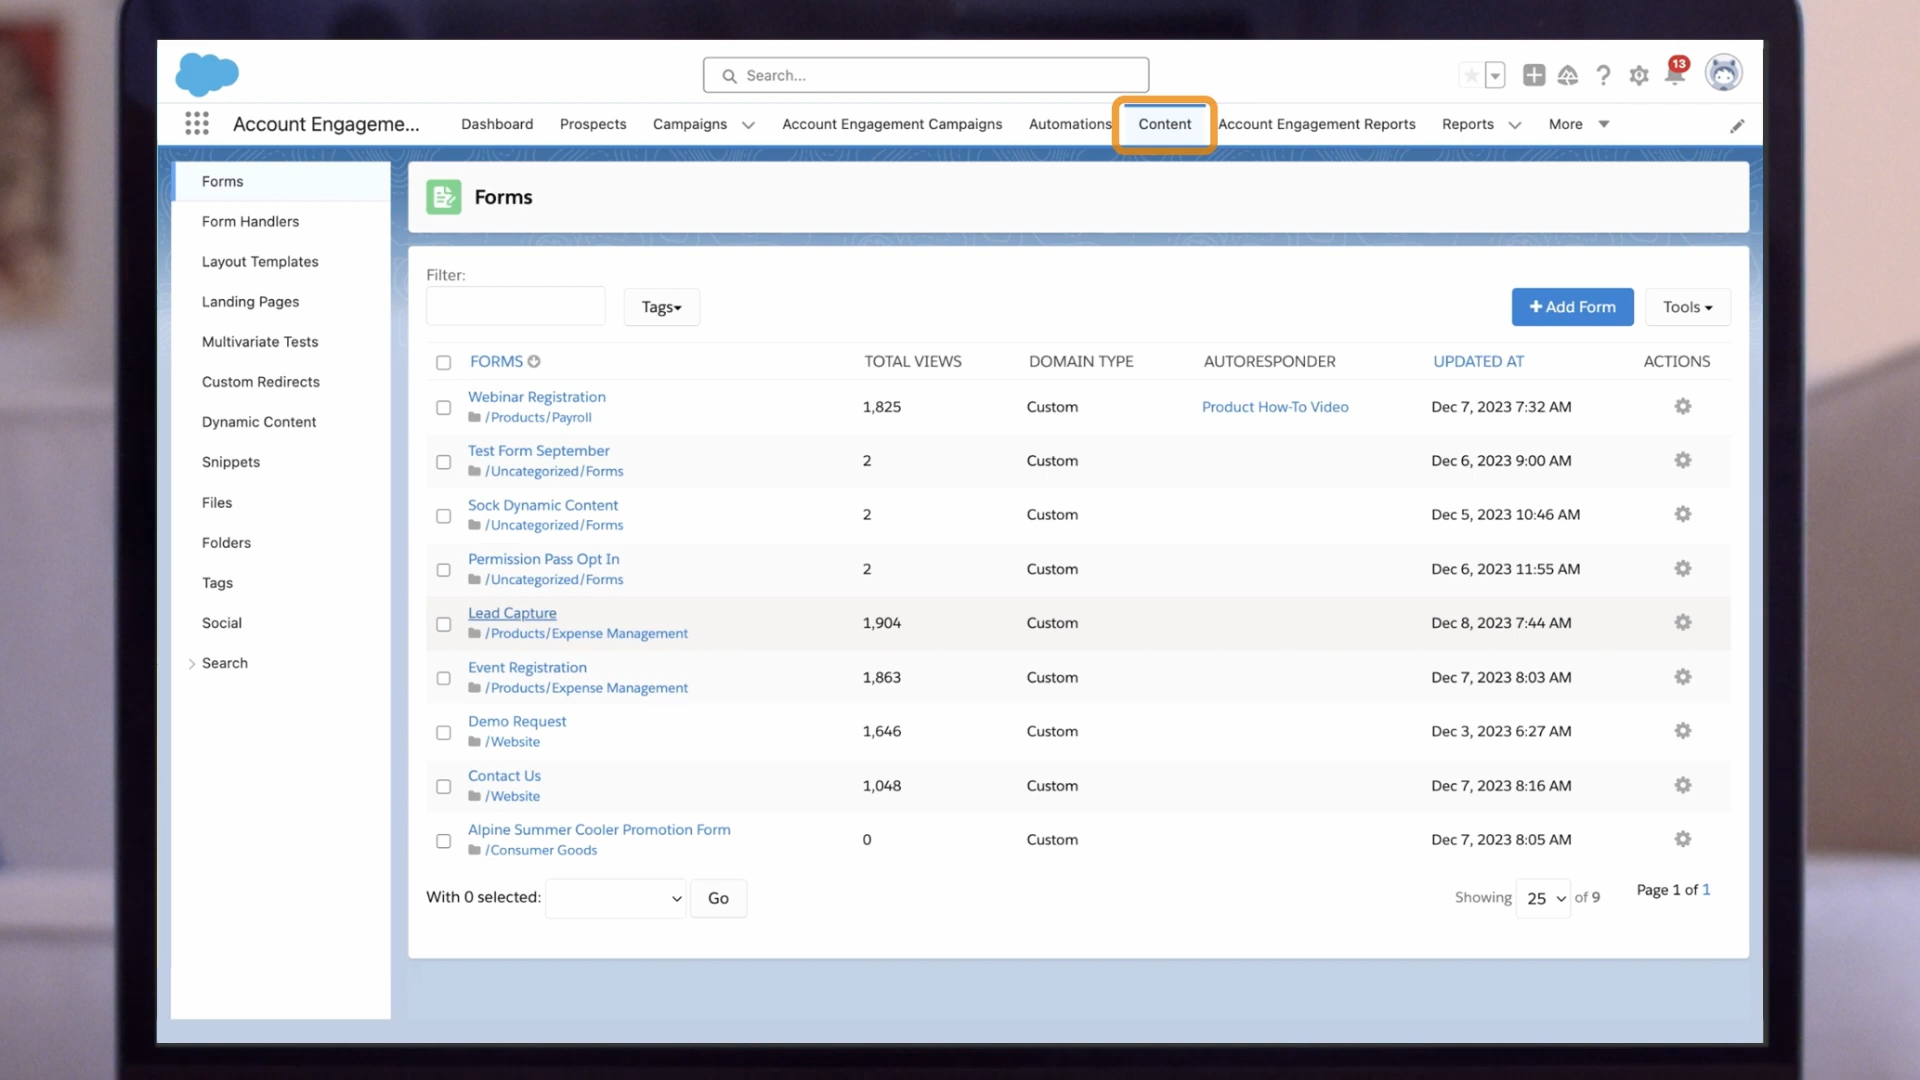 Search...
13
Account Engageme...
Dashboard
Prospects
Campaigns
Account Engagement Campaigns
Automations
Content
Account Engagement Reports
Reports
More
Forms
Form Handlers
Layout Templates
Landing Pages
Multivariate Tests
Custom Redirects
Dynamic Content
Snippets
Files
Folders
Tags
Social
Search
Forms
Filter:
Tags
+ Add Form
Tools
FORMS TOTAL VIEWS DOMAIN TYPE AUTORESPONDER UPDATED AT ACTIONS
Webinar Registration
/Products/Payroll
1,825 Custom Product How-To Video Dec 7, 2023 7:32 AM
Test Form September
/Uncategorized/Forms
2 Custom Dec 6, 2023 9:00 AM
Sock Dynamic Content
/Uncategorized/Forms
2 Custom Dec 5, 2023 10:46 AM
Permission Pass Opt In
/Uncategorized/Forms
2 Custom Dec 6, 2023 11:55 AM
Lead Capture
/Products/Expense Management
1,904 Custom Dec 8, 2023 7:44 AM
Event Registration
/Products/Expense Management
1,863 Custom Dec 7, 2023 8:03 AM
Demo Request
/Website
1,646 Custom Dec 3, 2023 6:27 AM
Contact Us
/Website
1,048 Custom Dec 7, 2023 8:16 AM
Alpine Summer Cooler Promotion Form
/Consumer Goods
0 Custom Dec 7, 2023 8:05 AM
With 0 selected:
Go
Showing 25 of 9
Page 1 of 1